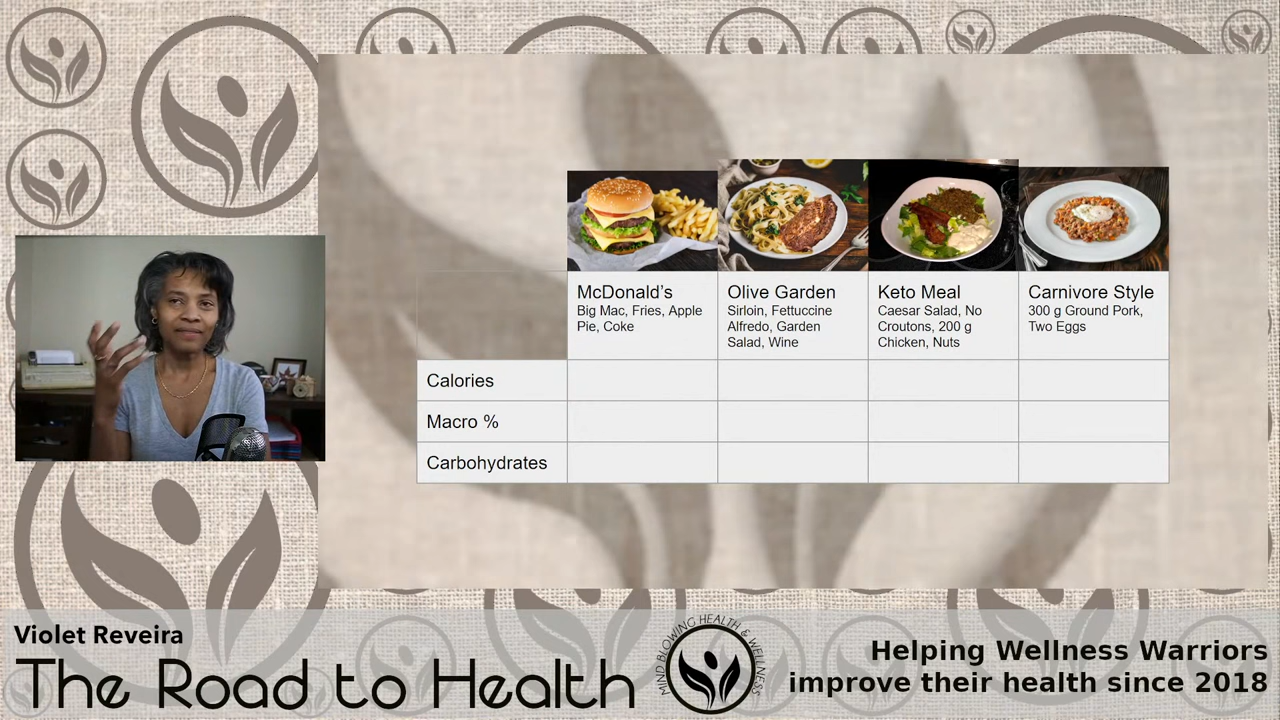 McDonald's
Big Mac, Fries, Apple
Pie, Coke
Olive Garden
Sirloin, Fettuccine
Alfredo, Garden
Salad, Wine
Keto Meal
Caesar Salad, No
Croutons, 200 g
Chicken, Nuts
Carnivore Style
300 g Ground Pork,
Two Eggs
Calories
Macro %
Carbohydrates
Violet Reveira
The Road to Health
MIND BLOWING HEALTH & WELLNESS
Helping Wellness Warriors
improve their health since 2018